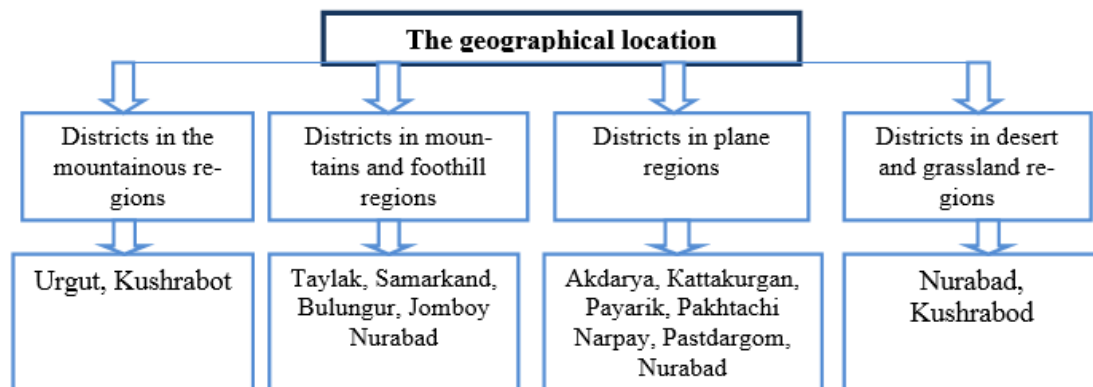 The geographical location
Districts in the
mountainous re-
gions
Districts in moun-
tains and foothill
regions
Districts in plane
regions
Districts in desert
and grassland re-
gions
Urgut, Kushrabot
Taylak, Samarkand,
Bulungur, Jomboy
Nurabad
Akdarya, Kattakurgan,
Payarik, Pakhtachi
Narpay, Pastdargom,
Nurabad
Nurabad,
Kushrabod